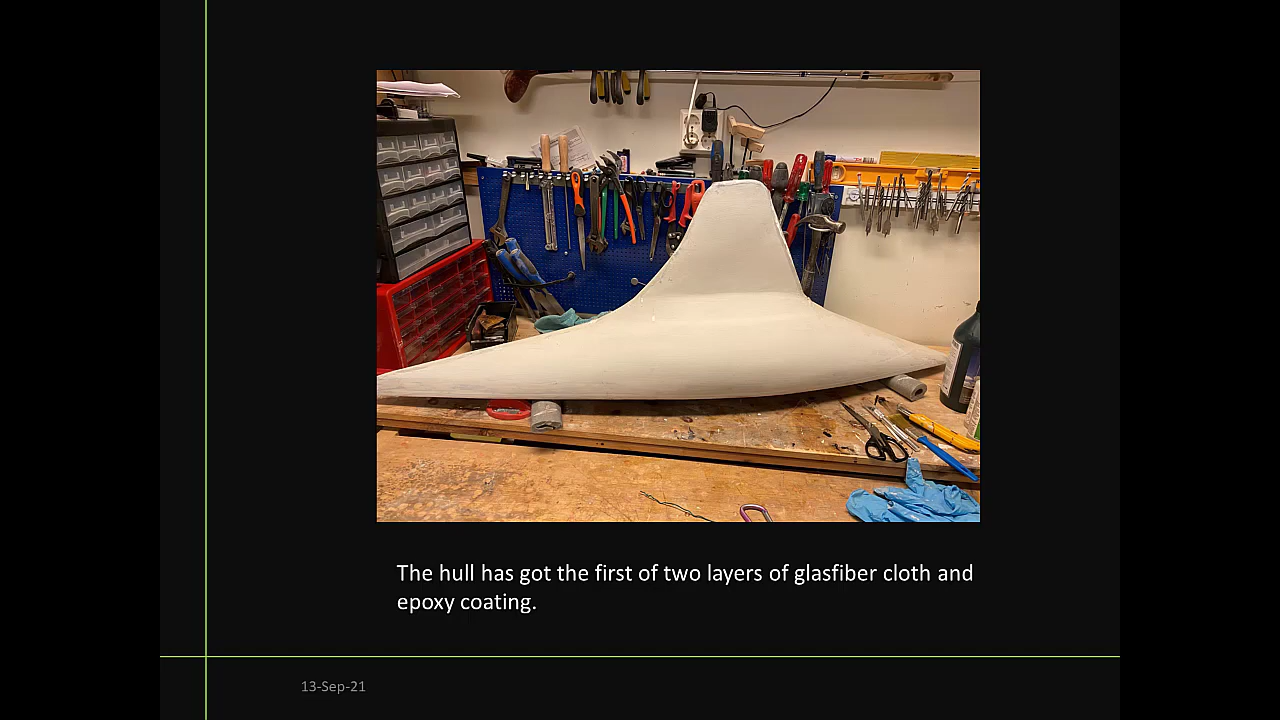 The hull has got the first of two layers of glasfiber cloth and
epoxy coating.
13-Sep-21